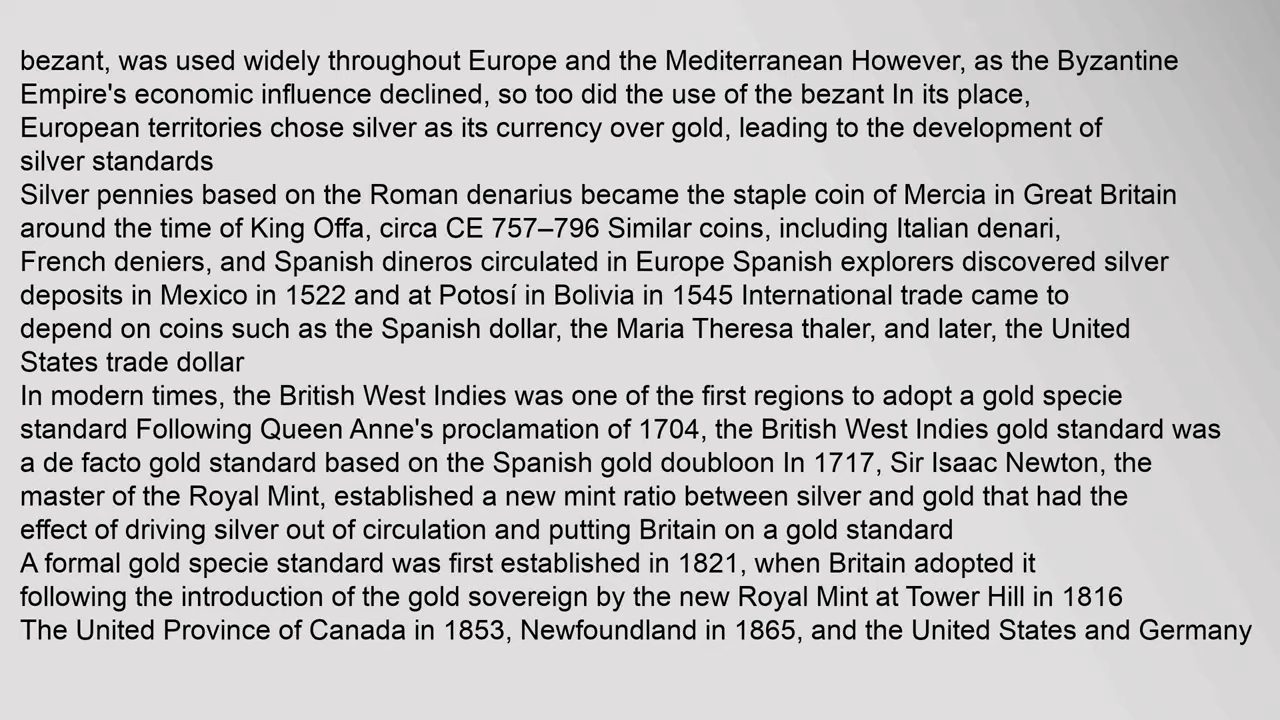 bezant, was used widely throughout Europe and the Mediterranean However, as the Byzantine
Empire's economic influence declined, so too did the use of the bezant In its place,
European territories chose silver as its currency over gold, leading to the development of
silver standards
Silver pennies based on the Roman denarius became the staple coin of Mercia in Great Britain
around the time of King Offa, circa CE 757–796 Similar coins, including Italian denari,
French deniers, and Spanish dineros circulated in Europe Spanish explorers discovered silver
deposits in Mexico in 1522 and at Potosí in Bolivia in 1545 International trade came to
depend on coins such as the Spanish dollar, the Maria Theresa thaler, and later, the United
States trade dollar
In modern times, the British West Indies was one of the first regions to adopt a gold specie
standard Following Queen Anne's proclamation of 1704, the British West Indies gold standard was
a de facto gold standard based on the Spanish gold doubloon In 1717, Sir Isaac Newton, the
master of the Royal Mint, established a new mint ratio between silver and gold that had the
effect of driving silver out of circulation and putting Britain on a gold standard
A formal gold specie standard was first established in 1821, when Britain adopted it
following the introduction of the gold sovereign by the new Royal Mint at Tower Hill in 1816
The United Province of Canada in 1853, Newfoundland in 1865, and the United States and Germany